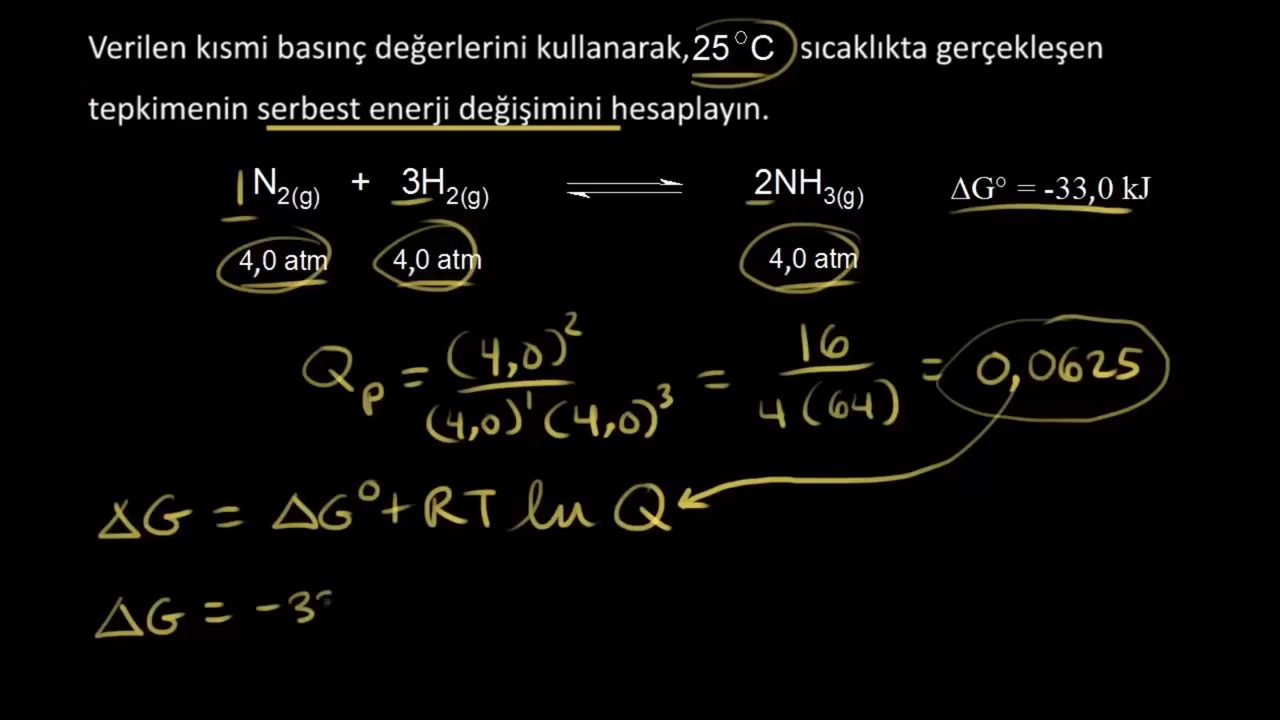 Verilen kısmi basınç değerlerini kullanarak, 25°C sıcaklıkta gerçekleşen
tepkimenin serbest enerji değişimini hesaplayın.
1N₂(g) + 3H₂(g) ⇌ 2NH₃(g) ΔG° = -33,0 kJ
4,0 atm 4,0 atm 4,0 atm
Qp = (4,0)² / (4,0)¹ (4,0)³ = 16 / 4(64) = 0,0625
ΔG = ΔG° + RT ln Q
ΔG = -3